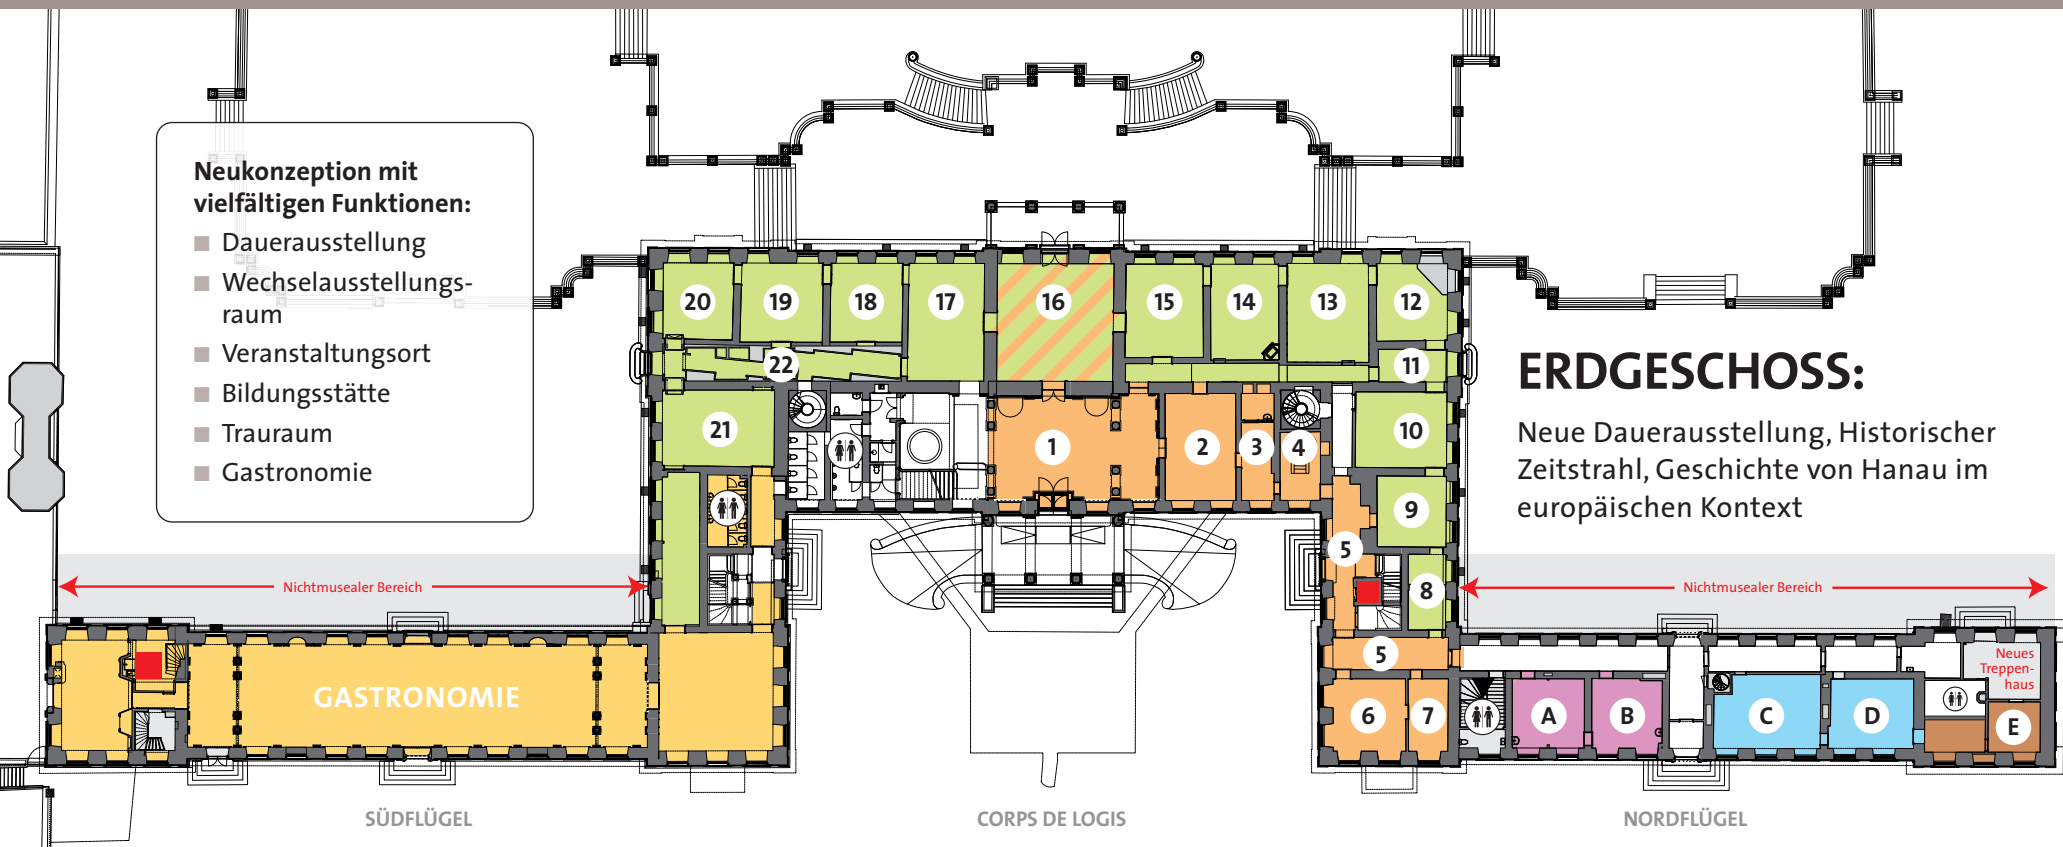 Neukonzeption mit
vielfältigen Funktionen:
Dauerausstellung
Wechselausstellungs-
raum
Veranstaltungsort
Bildungsstätte
Trauraum
Gastronomie
ERDGESCHOSS:
Neue Dauerausstellung, Historischer
Zeitstrahl, Geschichte von Hanau im
europäischen Kontext
20
19
18
17
16
15
14
13
12
22
11
21
1
2
3
4
10
9
5
8
Nichtmusealer Bereich
Nichtmusealer Bereich
5
Neues
Treppen-
haus
GASTRONOMIE
6
7
A
B
C
D
E
SÜDFLÜGEL
CORPS DE LOGIS
NORDFLÜGEL